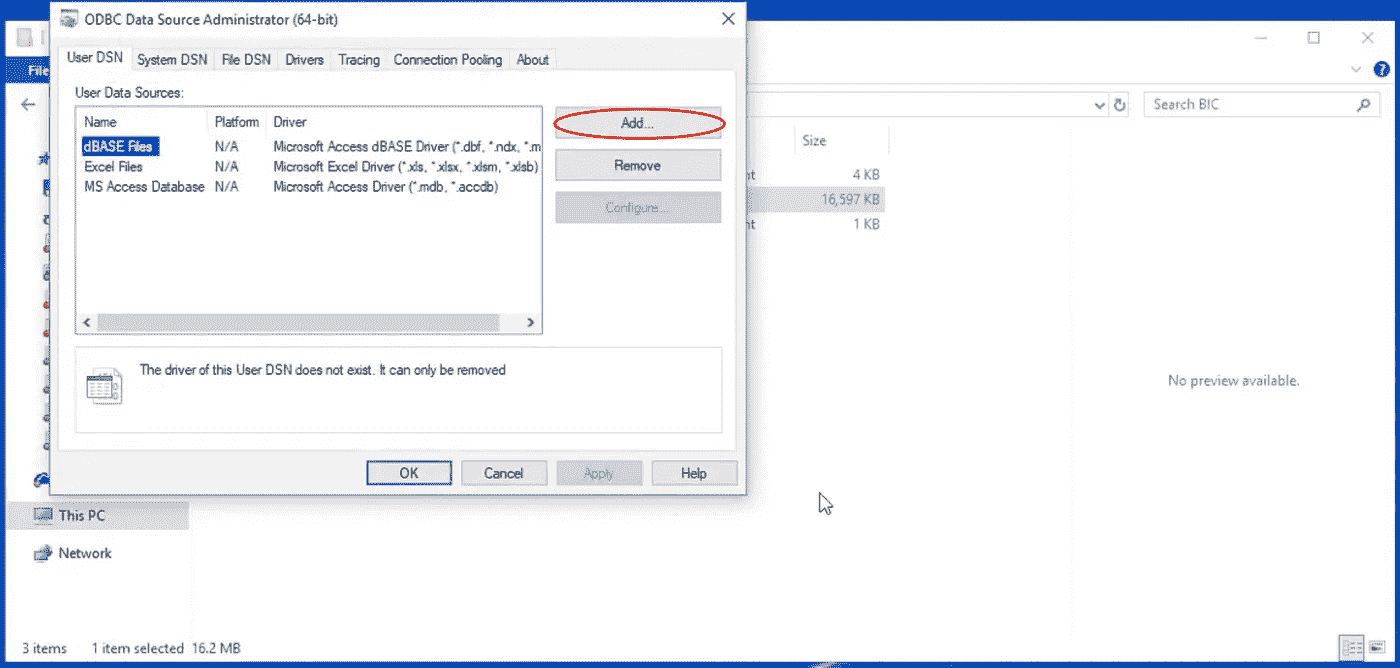 ODBC Data Source Administrator (64-bit)
User DSN System DSN File DSN Drivers Tracing Connection Pooling About
User Data Sources:
Name Platform Driver
dBASE Files N/A Microsoft Access dBASE Driver (*.dbf, *.ndx, *.m
Excel Files N/A Microsoft Excel Driver (*.xls, *.xlsx, *.xlsm, *.xlsb)
MS Access Database N/A Microsoft Access Driver (*.mdb, *.accdb)
Add...
Remove
Configure...
The driver of this User DSN does not exist. It can only be removed
OK Cancel Apply Help
File
Search BIC
Size
nt 4 KB
16,597 KB
nt 1 KB
No preview available.
This PC
Network
3 items 1 item selected 16.2 MB